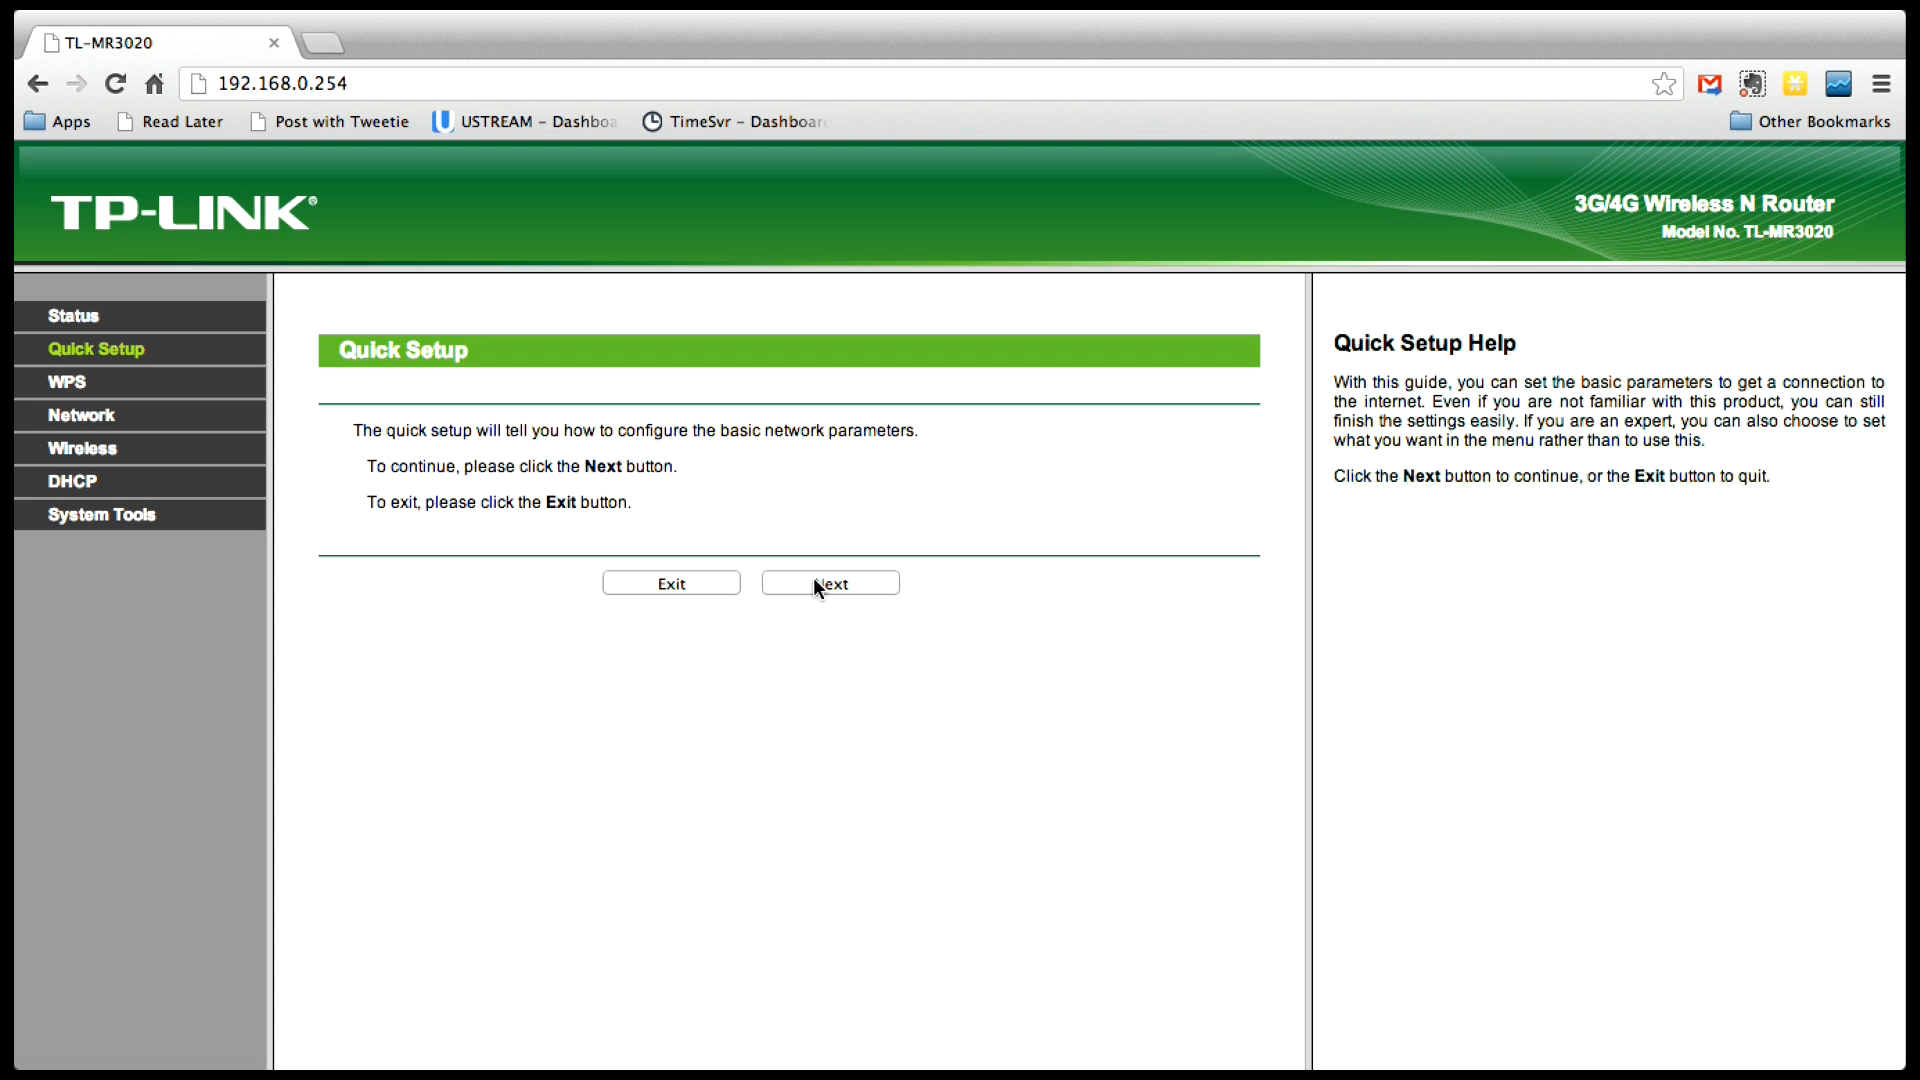 TL-MR3020
192.168.0.254
Apps Read Later Post with Tweetie USTREAM – Dashbo TimeSvr – Dashboar Other Bookmarks
TP-LINK®
3G/4G Wireless N Router
Model No. TL-MR3020
Status
Quick Setup
WPS
Network
Wireless
DHCP
System Tools
Quick Setup
The quick setup will tell you how to configure the basic network parameters.
To continue, please click the Next button.
To exit, please click the Exit button.
Exit Next
Quick Setup Help
With this guide, you can set the basic parameters to get a connection to
the internet. Even if you are not familiar with this product, you can still
finish the settings easily. If you are an expert, you can also choose to set
what you want in the menu rather than to use this.
Click the Next button to continue, or the Exit button to quit.